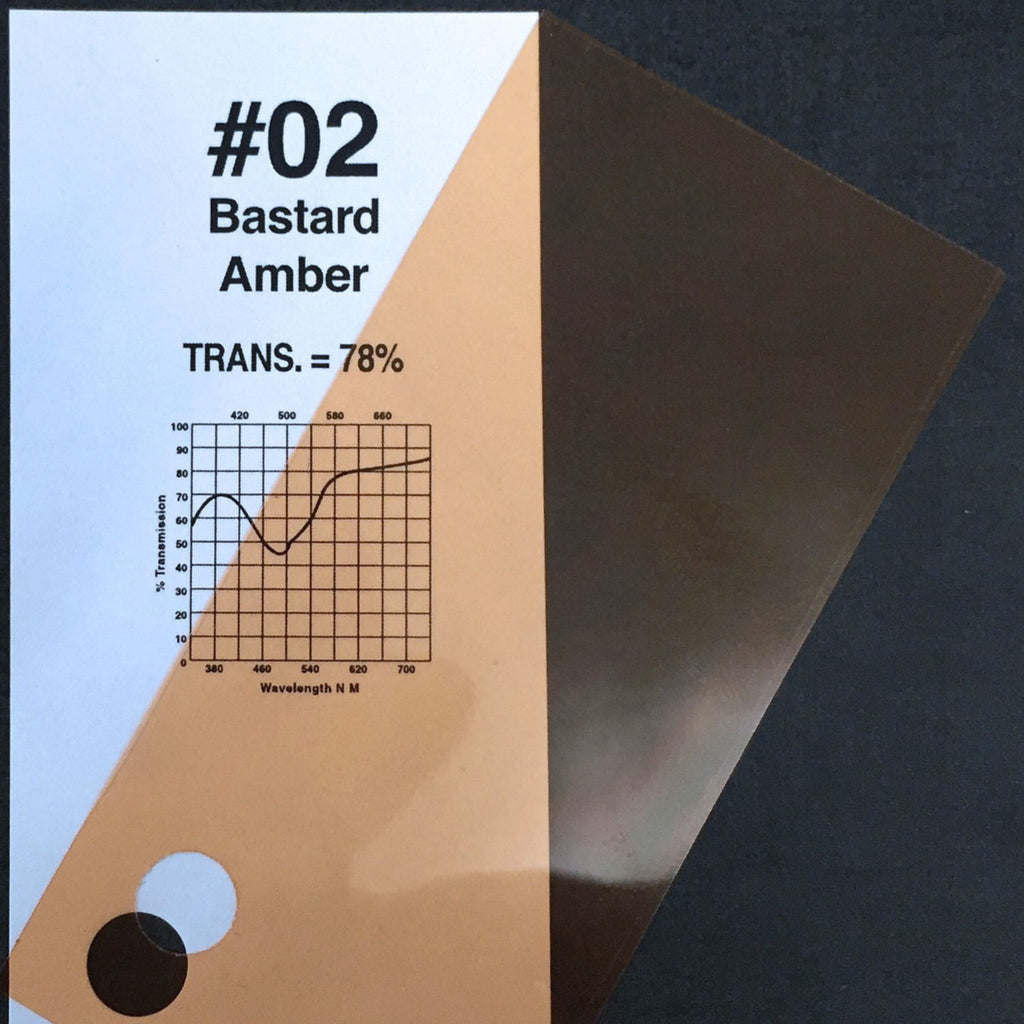 #02
Bastard
Amber
TRANS. = 78%
420 500 580 660
100
90
80
70
60
50
40
30
20
10
0
% Transmission
380 460 540 620 700
Wavelength N M